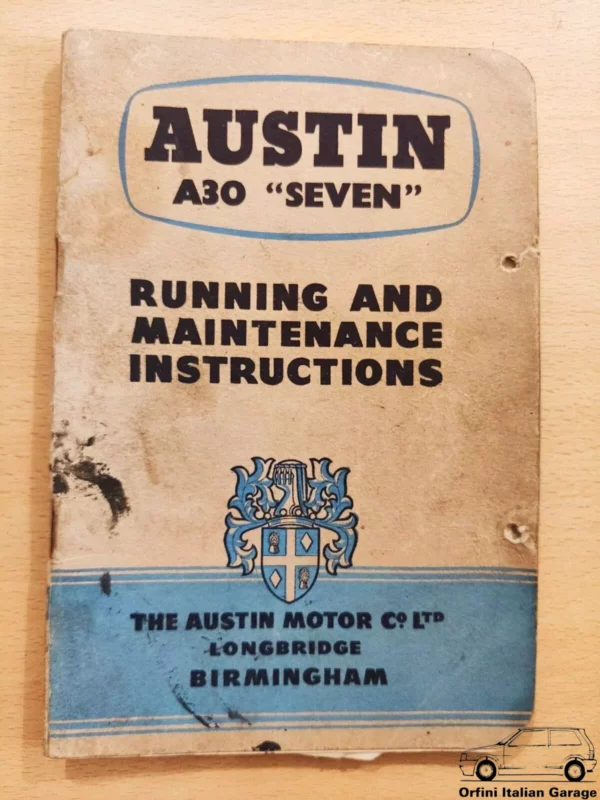 AUSTIN
A30 "SEVEN"
RUNNING AND
MAINTENANCE
INSTRUCTIONS
THE AUSTIN MOTOR Cº LTD
LONGBRIDGE
BIRMINGHAM
Orfini Italian Garage